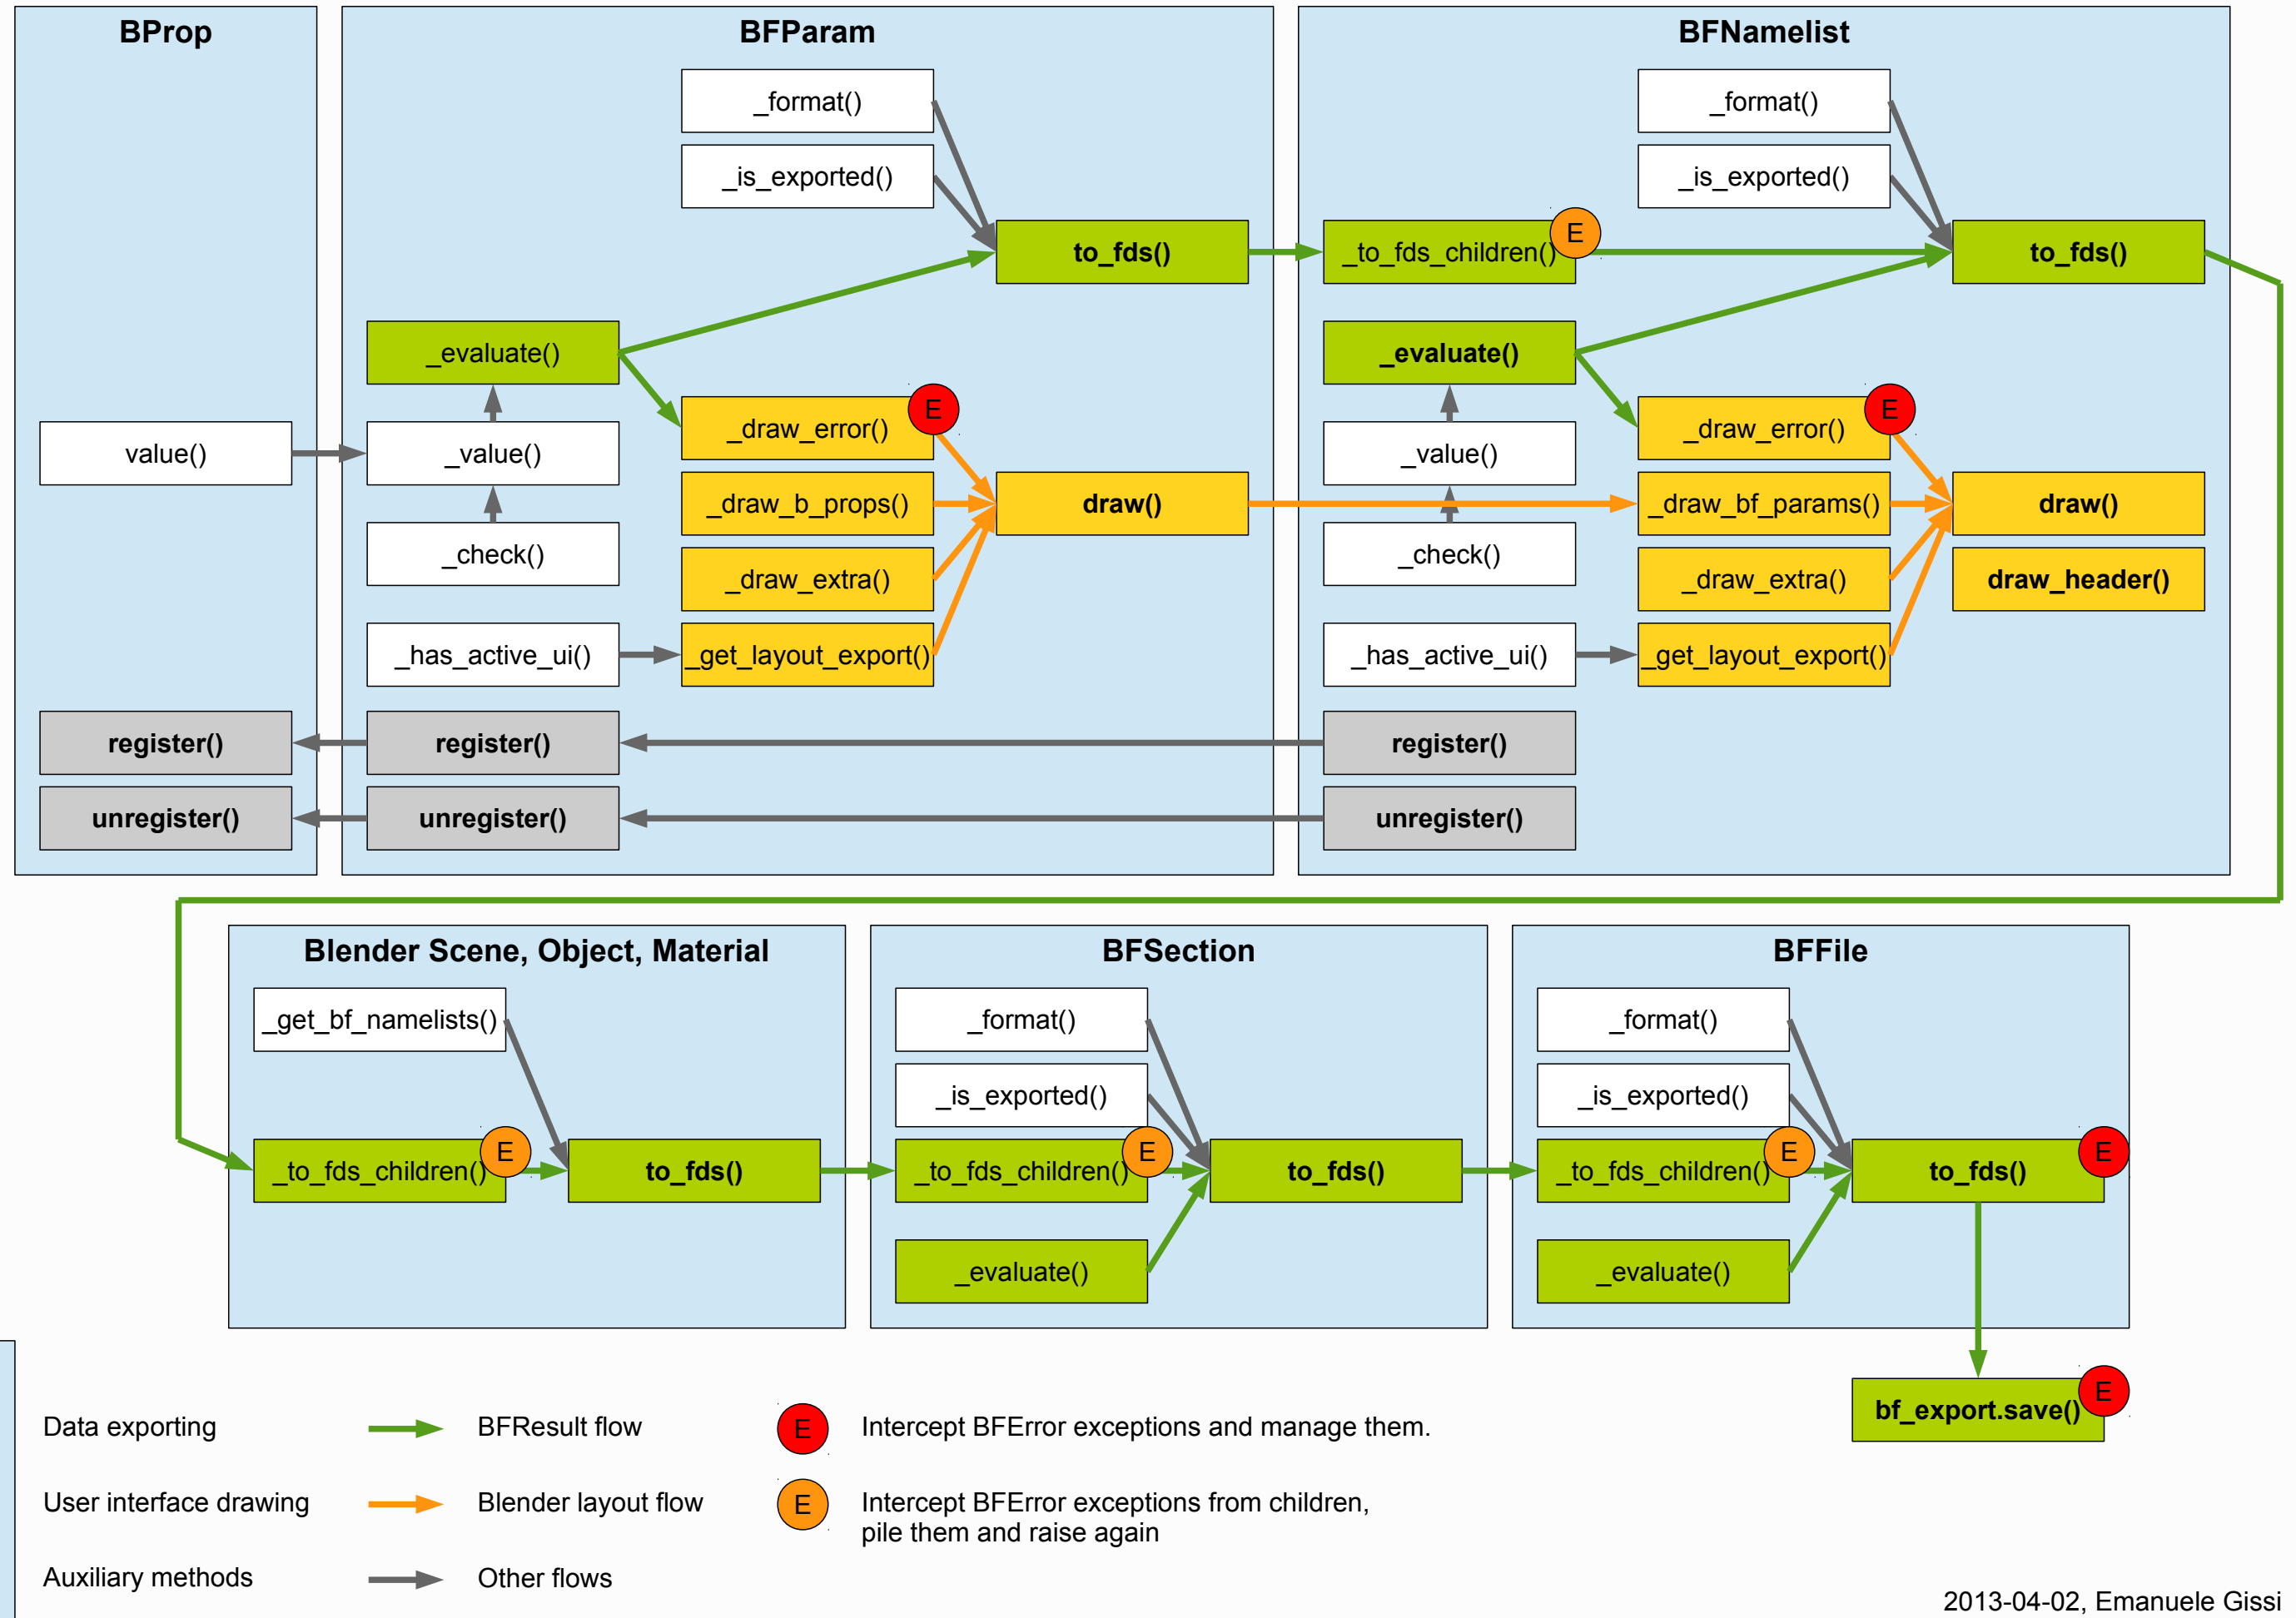 BProp
value()
register()
unregister()
BFParam
_format()
_is_exported()
to_fds()
_evaluate()
_draw_error()
E
_value()
_draw_b_props()
draw()
_check()
_draw_extra()
_has_active_ui()
_get_layout_export()
register()
unregister()
BFNamelist
_format()
_is_exported()
_to_fds_children()
E
to_fds()
_evaluate()
_draw_error()
E
_value()
_draw_bf_params()
draw()
_check()
_draw_extra()
draw_header()
_has_active_ui()
_get_layout_export()
register()
unregister()
Blender Scene, Object, Material
_get_bf_namelists()
_to_fds_children()
E
to_fds()
BFSection
_format()
_is_exported()
_to_fds_children()
E
to_fds()
_evaluate()
BFFile
_format()
_is_exported()
_to_fds_children()
E
to_fds()
E
_evaluate()
bf_export.save()
E
Data exporting
BFResult flow
E
Intercept BFError exceptions and manage them.
User interface drawing
Blender layout flow
E
Intercept BFError exceptions from children,
pile them and raise again
Auxiliary methods
Other flows
2013-04-02, Emanuele Gissi